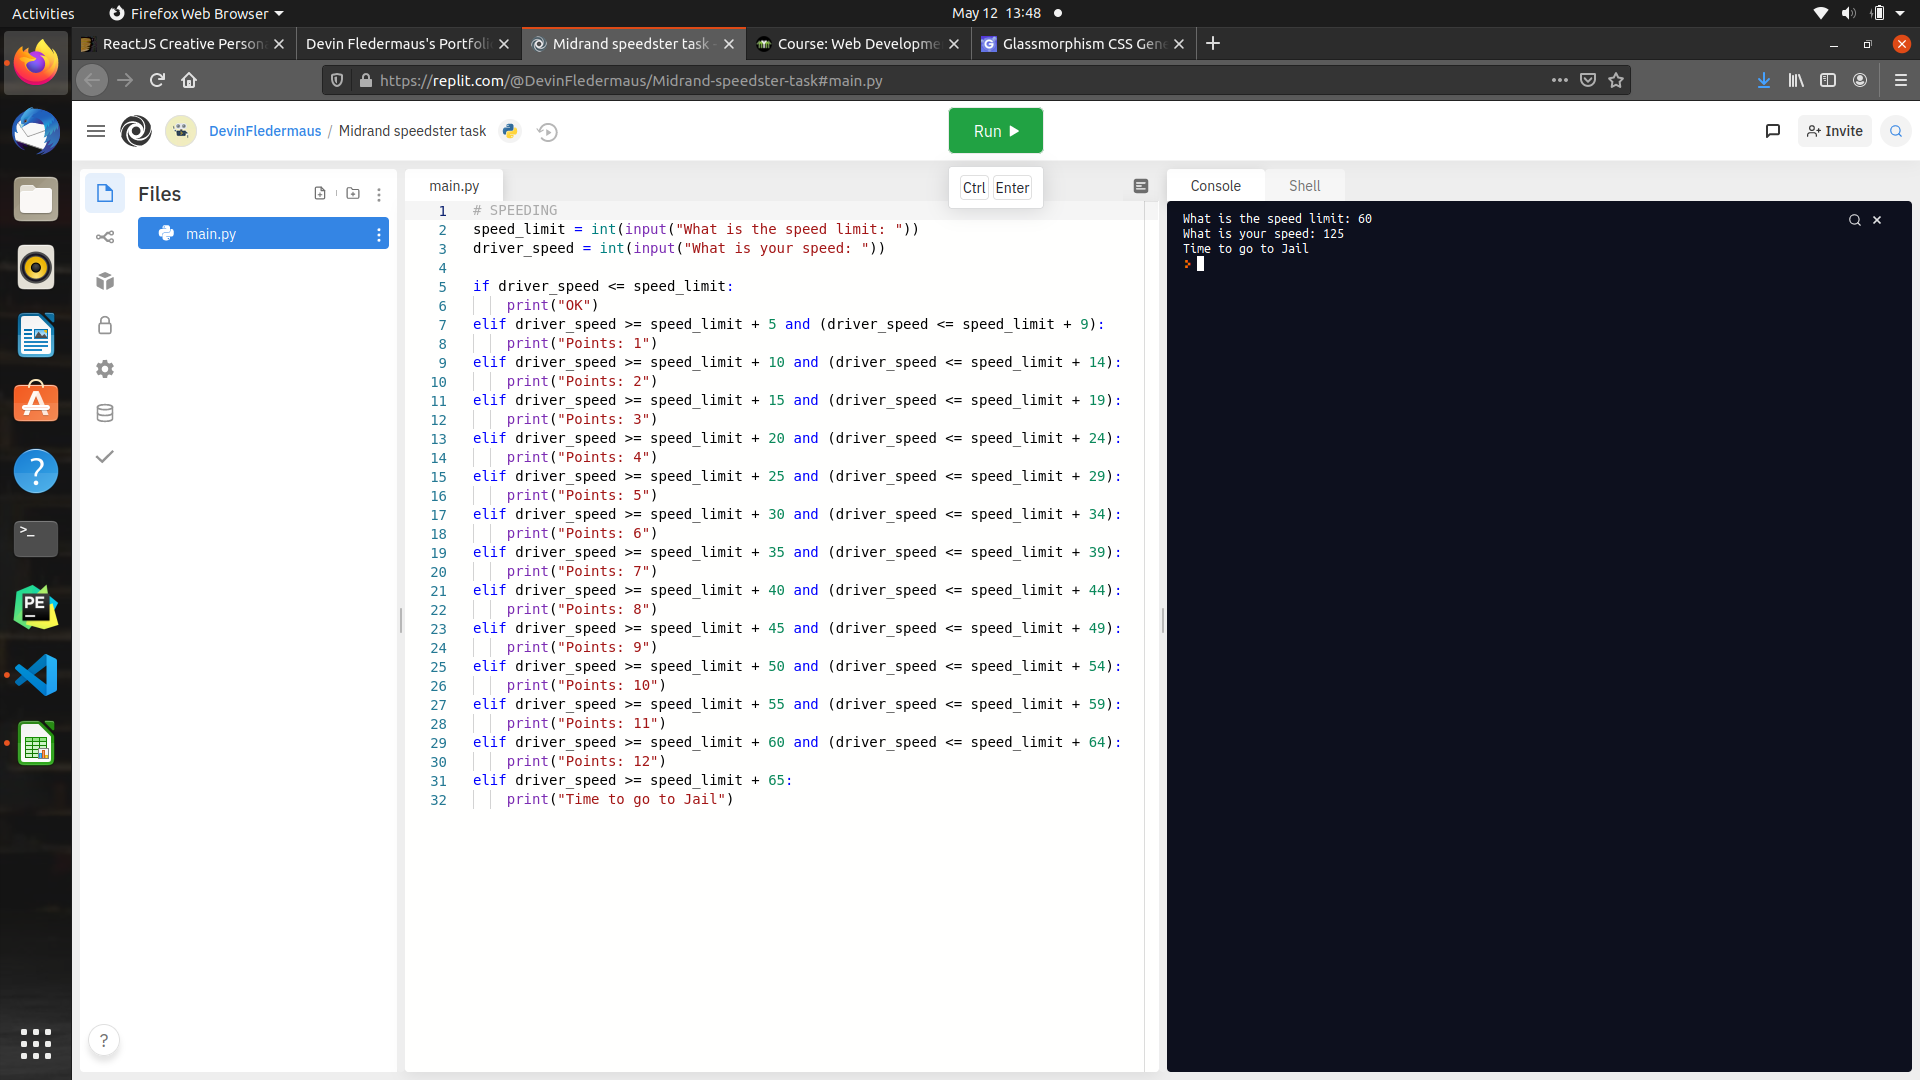 Activities
Firefox Web Browser
May 12 13:48
ReactJS Creative Person
Devin Fledermaus's Portfoli
Midrand speedster task
Course: Web Developme
Glassmorphism CSS Gen
https://replit.com/@DevinFledermaus/Midrand-speedster-task#main.py
DevinFledermaus / Midrand speedster task
Run
Invite
Ctrl Enter
Files
main.py
main.py
Console
Shell
1 # SPEEDING
2 speed_limit = int(input("What is the speed limit: "))
3 driver_speed = int(input("What is your speed: "))
4
5 if driver_speed <= speed_limit:
6 print("OK")
7 elif driver_speed >= speed_limit + 5 and (driver_speed <= speed_limit + 9):
8 print("Points: 1")
9 elif driver_speed >= speed_limit + 10 and (driver_speed <= speed_limit + 14):
10 print("Points: 2")
11 elif driver_speed >= speed_limit + 15 and (driver_speed <= speed_limit + 19):
12 print("Points: 3")
13 elif driver_speed >= speed_limit + 20 and (driver_speed <= speed_limit + 24):
14 print("Points: 4")
15 elif driver_speed >= speed_limit + 25 and (driver_speed <= speed_limit + 29):
16 print("Points: 5")
17 elif driver_speed >= speed_limit + 30 and (driver_speed <= speed_limit + 34):
18 print("Points: 6")
19 elif driver_speed >= speed_limit + 35 and (driver_speed <= speed_limit + 39):
20 print("Points: 7")
21 elif driver_speed >= speed_limit + 40 and (driver_speed <= speed_limit + 44):
22 print("Points: 8")
23 elif driver_speed >= speed_limit + 45 and (driver_speed <= speed_limit + 49):
24 print("Points: 9")
25 elif driver_speed >= speed_limit + 50 and (driver_speed <= speed_limit + 54):
26 print("Points: 10")
27 elif driver_speed >= speed_limit + 55 and (driver_speed <= speed_limit + 59):
28 print("Points: 11")
29 elif driver_speed >= speed_limit + 60 and (driver_speed <= speed_limit + 64):
30 print("Points: 12")
31 elif driver_speed >= speed_limit + 65:
32 print("Time to go to Jail")
What is the speed limit: 60
What is your speed: 125
Time to go to Jail
PE
?